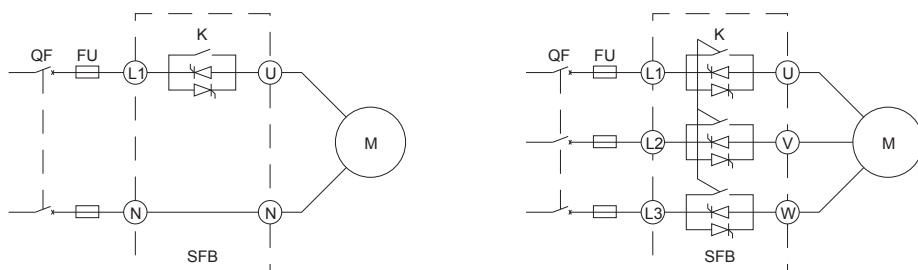 K
QF FU
L1 U
M
N N
SFB
K
QF FU
L1 U
L2 V M
L3 W
SFB